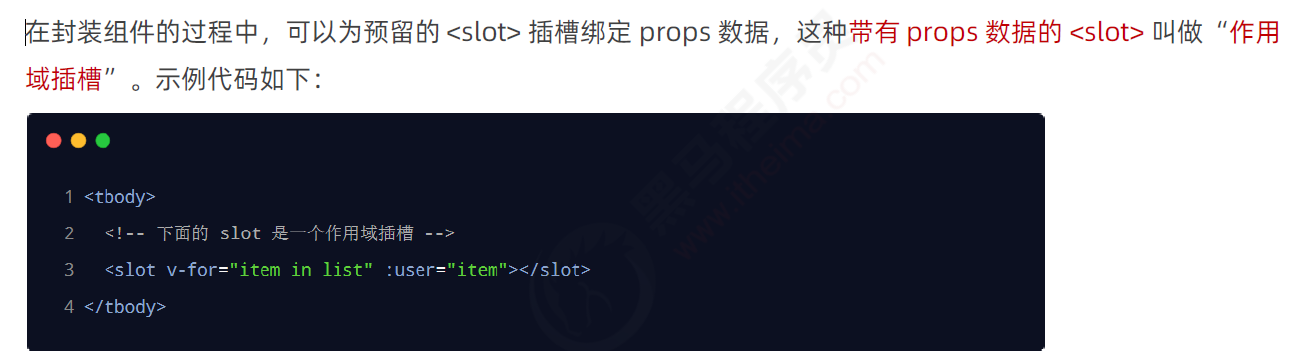 在封装组件的过程中，可以为预留的 <slot> 插槽绑定 props 数据，这种带有 props 数据的 <slot> 叫做“作用
域插槽”。示例代码如下：
1 <tbody>
2   <!-- 下面的 slot 是一个作用域插槽 -->
3   <slot v-for="item in list" :user="item"></slot>
4 </tbody>
黑马程序员
www.itheima.com